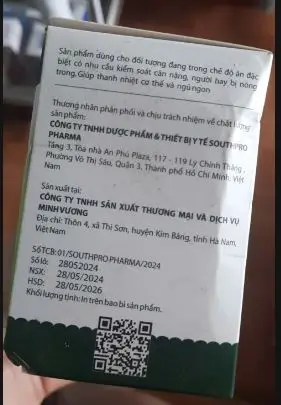 Sản phẩm dùng cho đối tượng đang trong chế độ ăn đặc
biệt có nhu cầu kiểm soát cân nặng, người hay bị nóng
trong. Giúp thanh nhiệt cơ thể và ngủ ngon
Thương nhân phân phối và chịu trách nhiệm về chất lượng
sản phẩm:
CÔNG TY TNHH DƯỢC PHẨM & THIẾT BỊ Y TẾ SOUTHPRO
PHARMA
Tầng 3, Tòa nhà An Phú Plaza, 117 - 119 Lý Chính Thắng,
Phường Võ Thị Sáu, Quận 3, Thành phố Hồ Chí Minh, Việt
Nam
Sản xuất tại:
CÔNG TY TNHH SẢN XUẤT THƯƠNG MẠI VÀ DỊCH VỤ
MINH VƯƠNG
Địa chỉ: Thôn 4, xã Thi Sơn, huyện Kim Bảng, tỉnh Hà Nam,
Việt Nam
Số TCB: 01/SOUTHPRO PHARMA/2024
Số lô: 28052024
NSX: 28/05/2024
HSD: 28/05/2026
Khối lượng tịnh: In trên bao bì sản phẩm.